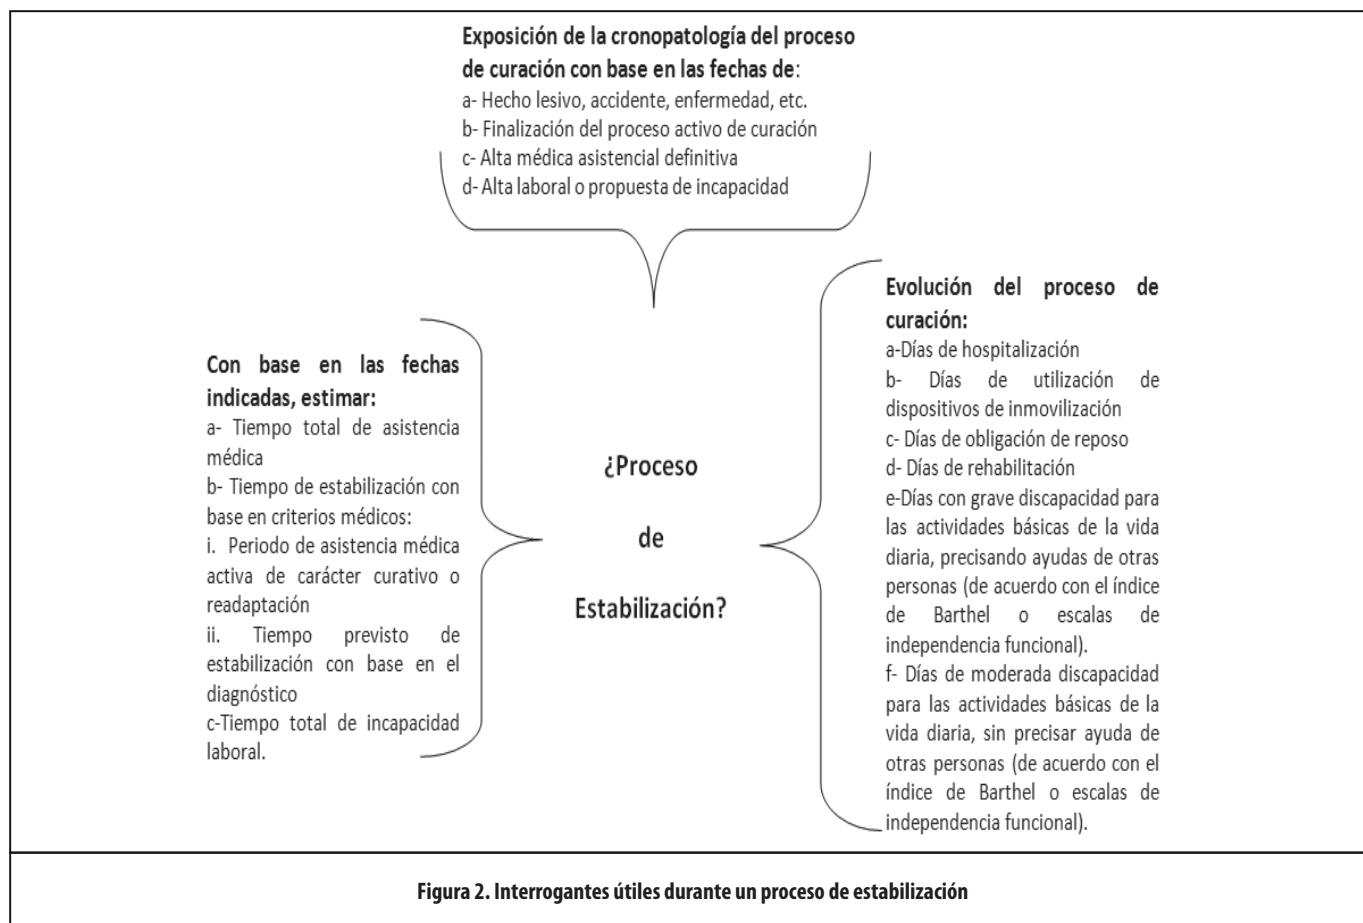 Exposición de la cronopatología del proceso
de curación con base en las fechas de:
a- Hecho lesivo, accidente, enfermedad, etc.
b- Finalización del proceso activo de curación
c- Alta médica asistencial definitiva
d- Alta laboral o propuesta de incapacidad
Con base en las fechas
indicadas, estimar:
a- Tiempo total de asistencia
médica
b- Tiempo de estabilización con
base en criterios médicos:
i. Periodo de asistencia médica
activa de carácter curativo o
readaptación
ii. Tiempo previsto de
estabilización con base en el
diagnóstico
c-Tiempo total de incapacidad
laboral.
¿Proceso
de
Estabilización?
Evolución del proceso de
curación:
a-Días de hospitalización
b- Días de utilización de
dispositivos de inmovilización
c- Días de obligación de reposo
d- Días de rehabilitación
e-Días con grave discapacidad para
las actividades básicas de la vida
diaria, precisando ayudas de otras
personas (de acuerdo con el índice
de Barthel o escalas de
independencia funcional).
f- Días de moderada discapacidad
para las actividades básicas de la
vida diaria, sin precisar ayuda de
otras personas (de acuerdo con el
índice de Barthel o escalas de
independencia funcional).
Figura 2. Interrogantes útiles durante un proceso de estabilización